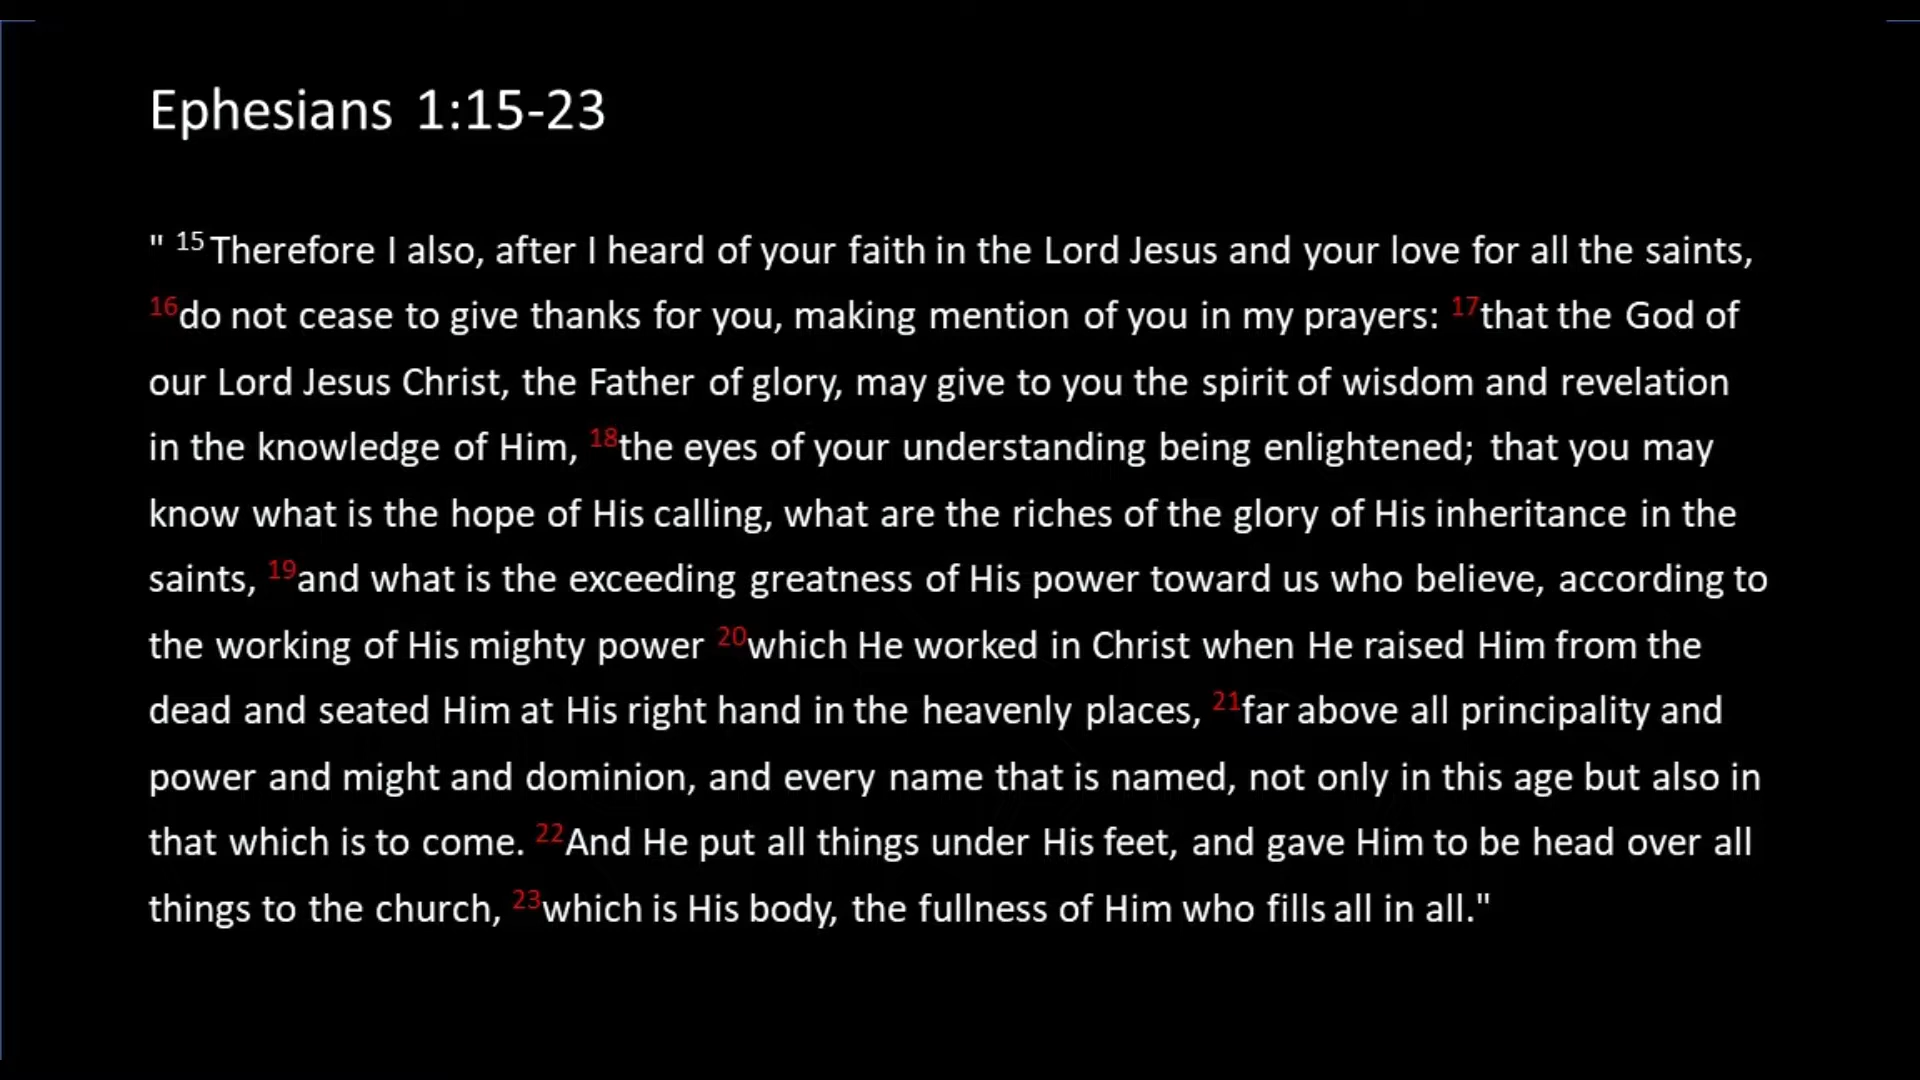 Ephesians 1:15-23
" 15Therefore I also, after I heard of your faith in the Lord Jesus and your love for all the saints,
16do not cease to give thanks for you, making mention of you in my prayers: 17that the God of
our Lord Jesus Christ, the Father of glory, may give to you the spirit of wisdom and revelation
in the knowledge of Him, 18the eyes of your understanding being enlightened; that you may
know what is the hope of His calling, what are the riches of the glory of His inheritance in the
saints, 19and what is the exceeding greatness of His power toward us who believe, according to
the working of His mighty power 20which He worked in Christ when He raised Him from the
dead and seated Him at His right hand in the heavenly places, 21far above all principality and
power and might and dominion, and every name that is named, not only in this age but also in
that which is to come. 22And He put all things under His feet, and gave Him to be head over all
things to the church, 23which is His body, the fullness of Him who fills all in all."